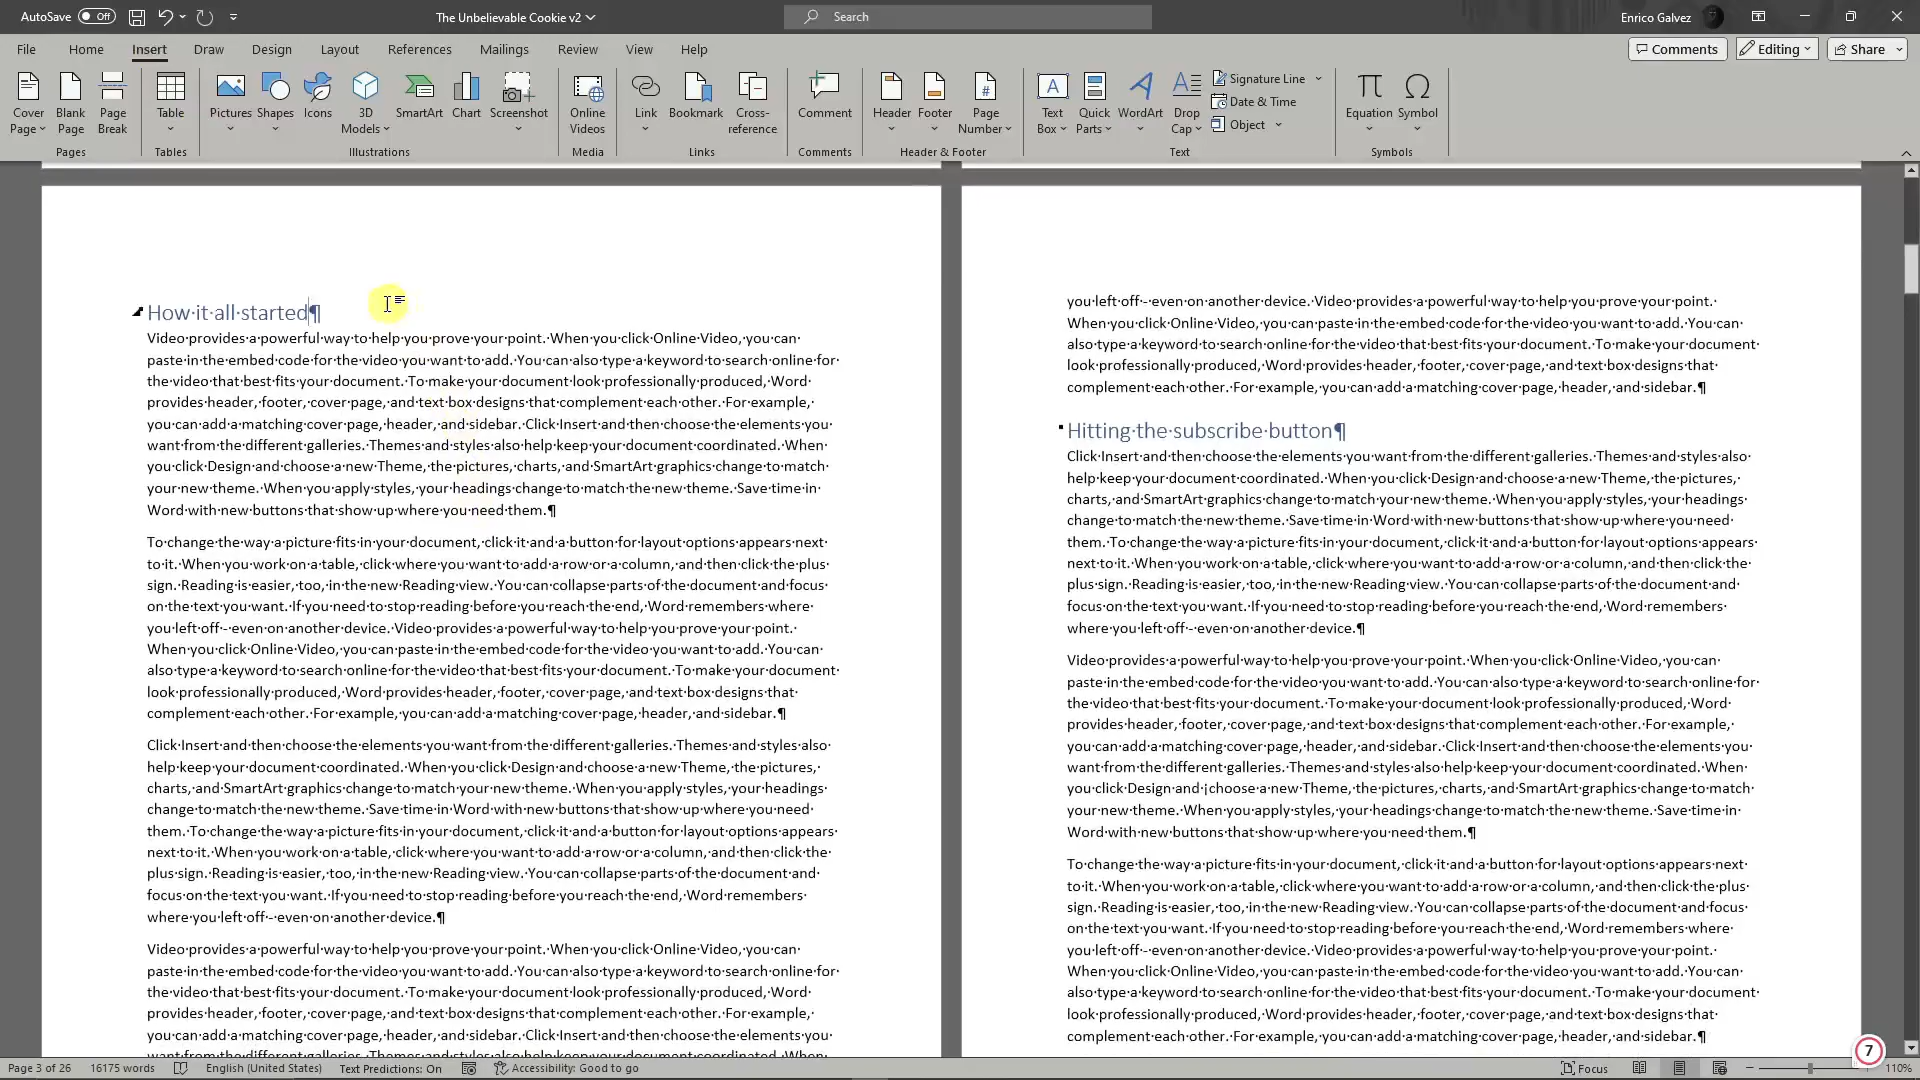 AutoSave Off The Unbelievable Cookie v2 Search Enrico Galvez
File Home Insert Draw Design Layout References Mailings Review View Help Comments Editing Share
Cover Page Blank Page Page Break Table Pictures Shapes Icons 3D Models SmartArt Chart Screenshot Online Videos Link Bookmark Cross-reference Comment Header Footer Page Number Text Box Quick Parts WordArt Drop Cap Signature Line Date & Time Object Equation Symbol
Pages Tables Illustrations Media Links Comments Header & Footer Text Symbols
How·it·all·started¶
Video·provides·a·powerful·way·to·help·you·prove·your·point.·When·you·click·Online·Video,·you·can·
paste·in·the·embed·code·for·the·video·you·want·to·add.·You·can·also·type·a·keyword·to·search·online·for·
the·video·that·best·fits·your·document.·To·make·your·document·look·professionally·produced,·Word·
provides·header,·footer,·cover·page,·and·text·box·designs·that·complement·each·other.·For·example,·
you·can·add·a·matching·cover·page,·header,·and·sidebar.·Click·Insert·and·then·choose·the·elements·you·
want·from·the·different·galleries.·Themes·and·styles·also·help·keep·your·document·coordinated.·When·
you·click·Design·and·choose·a·new·Theme,·the·pictures,·charts,·and·SmartArt·graphics·change·to·match·
your·new·theme.·When·you·apply·styles,·your·headings·change·to·match·the·new·theme.·Save·time·in·
Word·with·new·buttons·that·show·up·where·you·need·them.¶
To·change·the·way·a·picture·fits·in·your·document,·click·it·and·a·button·for·layout·options·appears·next·
to·it.·When·you·work·on·a·table,·click·where·you·want·to·add·a·row·or·a·column,·and·then·click·the·plus·
sign.·Reading·is·easier,·too,·in·the·new·Reading·view.·You·can·collapse·parts·of·the·document·and·focus·
on·the·text·you·want.·If·you·need·to·stop·reading·before·you·reach·the·end,·Word·remembers·where·
you·left·off·-·even·on·another·device.·Video·provides·a·powerful·way·to·help·you·prove·your·point.·
When·you·click·Online·Video,·you·can·paste·in·the·embed·code·for·the·video·you·want·to·add.·You·can·
also·type·a·keyword·to·search·online·for·the·video·that·best·fits·your·document.·To·make·your·document·
look·professionally·produced,·Word·provides·header,·footer,·cover·page,·and·text·box·designs·that·
complement·each·other.·For·example,·you·can·add·a·matching·cover·page,·header,·and·sidebar.¶
Click·Insert·and·then·choose·the·elements·you·want·from·the·different·galleries.·Themes·and·styles·also·
help·keep·your·document·coordinated.·When·you·click·Design·and·choose·a·new·Theme,·the·pictures,·
charts,·and·SmartArt·graphics·change·to·match·your·new·theme.·When·you·apply·styles,·your·headings·
change·to·match·the·new·theme.·Save·time·in·Word·with·new·buttons·that·show·up·where·you·need·
them.·To·change·the·way·a·picture·fits·in·your·document,·click·it·and·a·button·for·layout·options·appears·
next·to·it.·When·you·work·on·a·table,·click·where·you·want·to·add·a·row·or·a·column,·and·then·click·the·
plus·sign.·Reading·is·easier,·too,·in·the·new·Reading·view.·You·can·collapse·parts·of·the·document·and·
focus·on·the·text·you·want.·If·you·need·to·stop·reading·before·you·reach·the·end,·Word·remembers·
where·you·left·off·-·even·on·another·device.¶
Video·provides·a·powerful·way·to·help·you·prove·your·point.·When·you·click·Online·Video,·you·can·
paste·in·the·embed·code·for·the·video·you·want·to·add.·You·can·also·type·a·keyword·to·search·online·for·
the·video·that·best·fits·your·document.·To·make·your·document·look·professionally·produced,·Word·
provides·header,·footer,·cover·page,·and·text·box·designs·that·complement·each·other.·For·example,·
you·can·add·a·matching·cover·page,·header,·and·sidebar.·Click·Insert·and·then·choose·the·elements·you·
want·from·the·different·galleries.·Themes·and·styles·also·help·keep·your·document·coordinated.·When·
you·left·off·-·even·on·another·device.·Video·provides·a·powerful·way·to·help·you·prove·your·point.·
When·you·click·Online·Video,·you·can·paste·in·the·embed·code·for·the·video·you·want·to·add.·You·can·
also·type·a·keyword·to·search·online·for·the·video·that·best·fits·your·document.·To·make·your·document·
look·professionally·produced,·Word·provides·header,·footer,·cover·page,·and·text·box·designs·that·
complement·each·other.·For·example,·you·can·add·a·matching·cover·page,·header,·and·sidebar.¶
Hitting·the·subscribe·button¶
Click·Insert·and·then·choose·the·elements·you·want·from·the·different·galleries.·Themes·and·styles·also·
help·keep·your·document·coordinated.·When·you·click·Design·and·choose·a·new·Theme,·the·pictures,·
charts,·and·SmartArt·graphics·change·to·match·your·new·theme.·When·you·apply·styles,·your·headings·
change·to·match·the·new·theme.·Save·time·in·Word·with·new·buttons·that·show·up·where·you·need·
them.·To·change·the·way·a·picture·fits·in·your·document,·click·it·and·a·button·for·layout·options·appears·
next·to·it.·When·you·work·on·a·table,·click·where·you·want·to·add·a·row·or·a·column,·and·then·click·the·
plus·sign.·Reading·is·easier,·too,·in·the·new·Reading·view.·You·can·collapse·parts·of·the·document·and·
focus·on·the·text·you·want.·If·you·need·to·stop·reading·before·you·reach·the·end,·Word·remembers·
where·you·left·off·-·even·on·another·device.¶
Video·provides·a·powerful·way·to·help·you·prove·your·point.·When·you·click·Online·Video,·you·can·
paste·in·the·embed·code·for·the·video·you·want·to·add.·You·can·also·type·a·keyword·to·search·online·for·
the·video·that·best·fits·your·document.·To·make·your·document·look·professionally·produced,·Word·
provides·header,·footer,·cover·page,·and·text·box·designs·that·complement·each·other.·For·example,·
you·can·add·a·matching·cover·page,·header,·and·sidebar.·Click·Insert·and·then·choose·the·elements·you·
want·from·the·different·galleries.·Themes·and·styles·also·help·keep·your·document·coordinated.·When·
you·click·Design·and·¡choose·a·new·Theme,·the·pictures,·charts,·and·SmartArt·graphics·change·to·match·
your·new·theme.·When·you·apply·styles,·your·headings·change·to·match·the·new·theme.·Save·time·in·
Word·with·new·buttons·that·show·up·where·you·need·them.¶
To·change·the·way·a·picture·fits·in·your·document,·click·it·and·a·button·for·layout·options·appears·next·
to·it.·When·you·work·on·a·table,·click·where·you·want·to·add·a·row·or·a·column,·and·then·click·the·plus·
sign.·Reading·is·easier,·too,·in·the·new·Reading·view.·You·can·collapse·parts·of·the·document·and·focus·
on·the·text·you·want.·If·you·need·to·stop·reading·before·you·reach·the·end,·Word·remembers·where·
you·left·off·-·even·on·another·device.·Video·provides·a·powerful·way·to·help·you·prove·your·point.·
When·you·click·Online·Video,·you·can·paste·in·the·embed·code·for·the·video·you·want·to·add.·You·can·
also·type·a·keyword·to·search·online·for·the·video·that·best·fits·your·document.·To·make·your·document·
look·professionally·produced,·Word·provides·header,·footer,·cover·page,·and·text·box·designs·that·
complement·each·other.·For·example,·you·can·add·a·matching·cover·page,·header,·and·sidebar.¶
7
Page 3 of 26 16175 words English (United States) Text Predictions: On Accessibility: Good to go Focus 110%